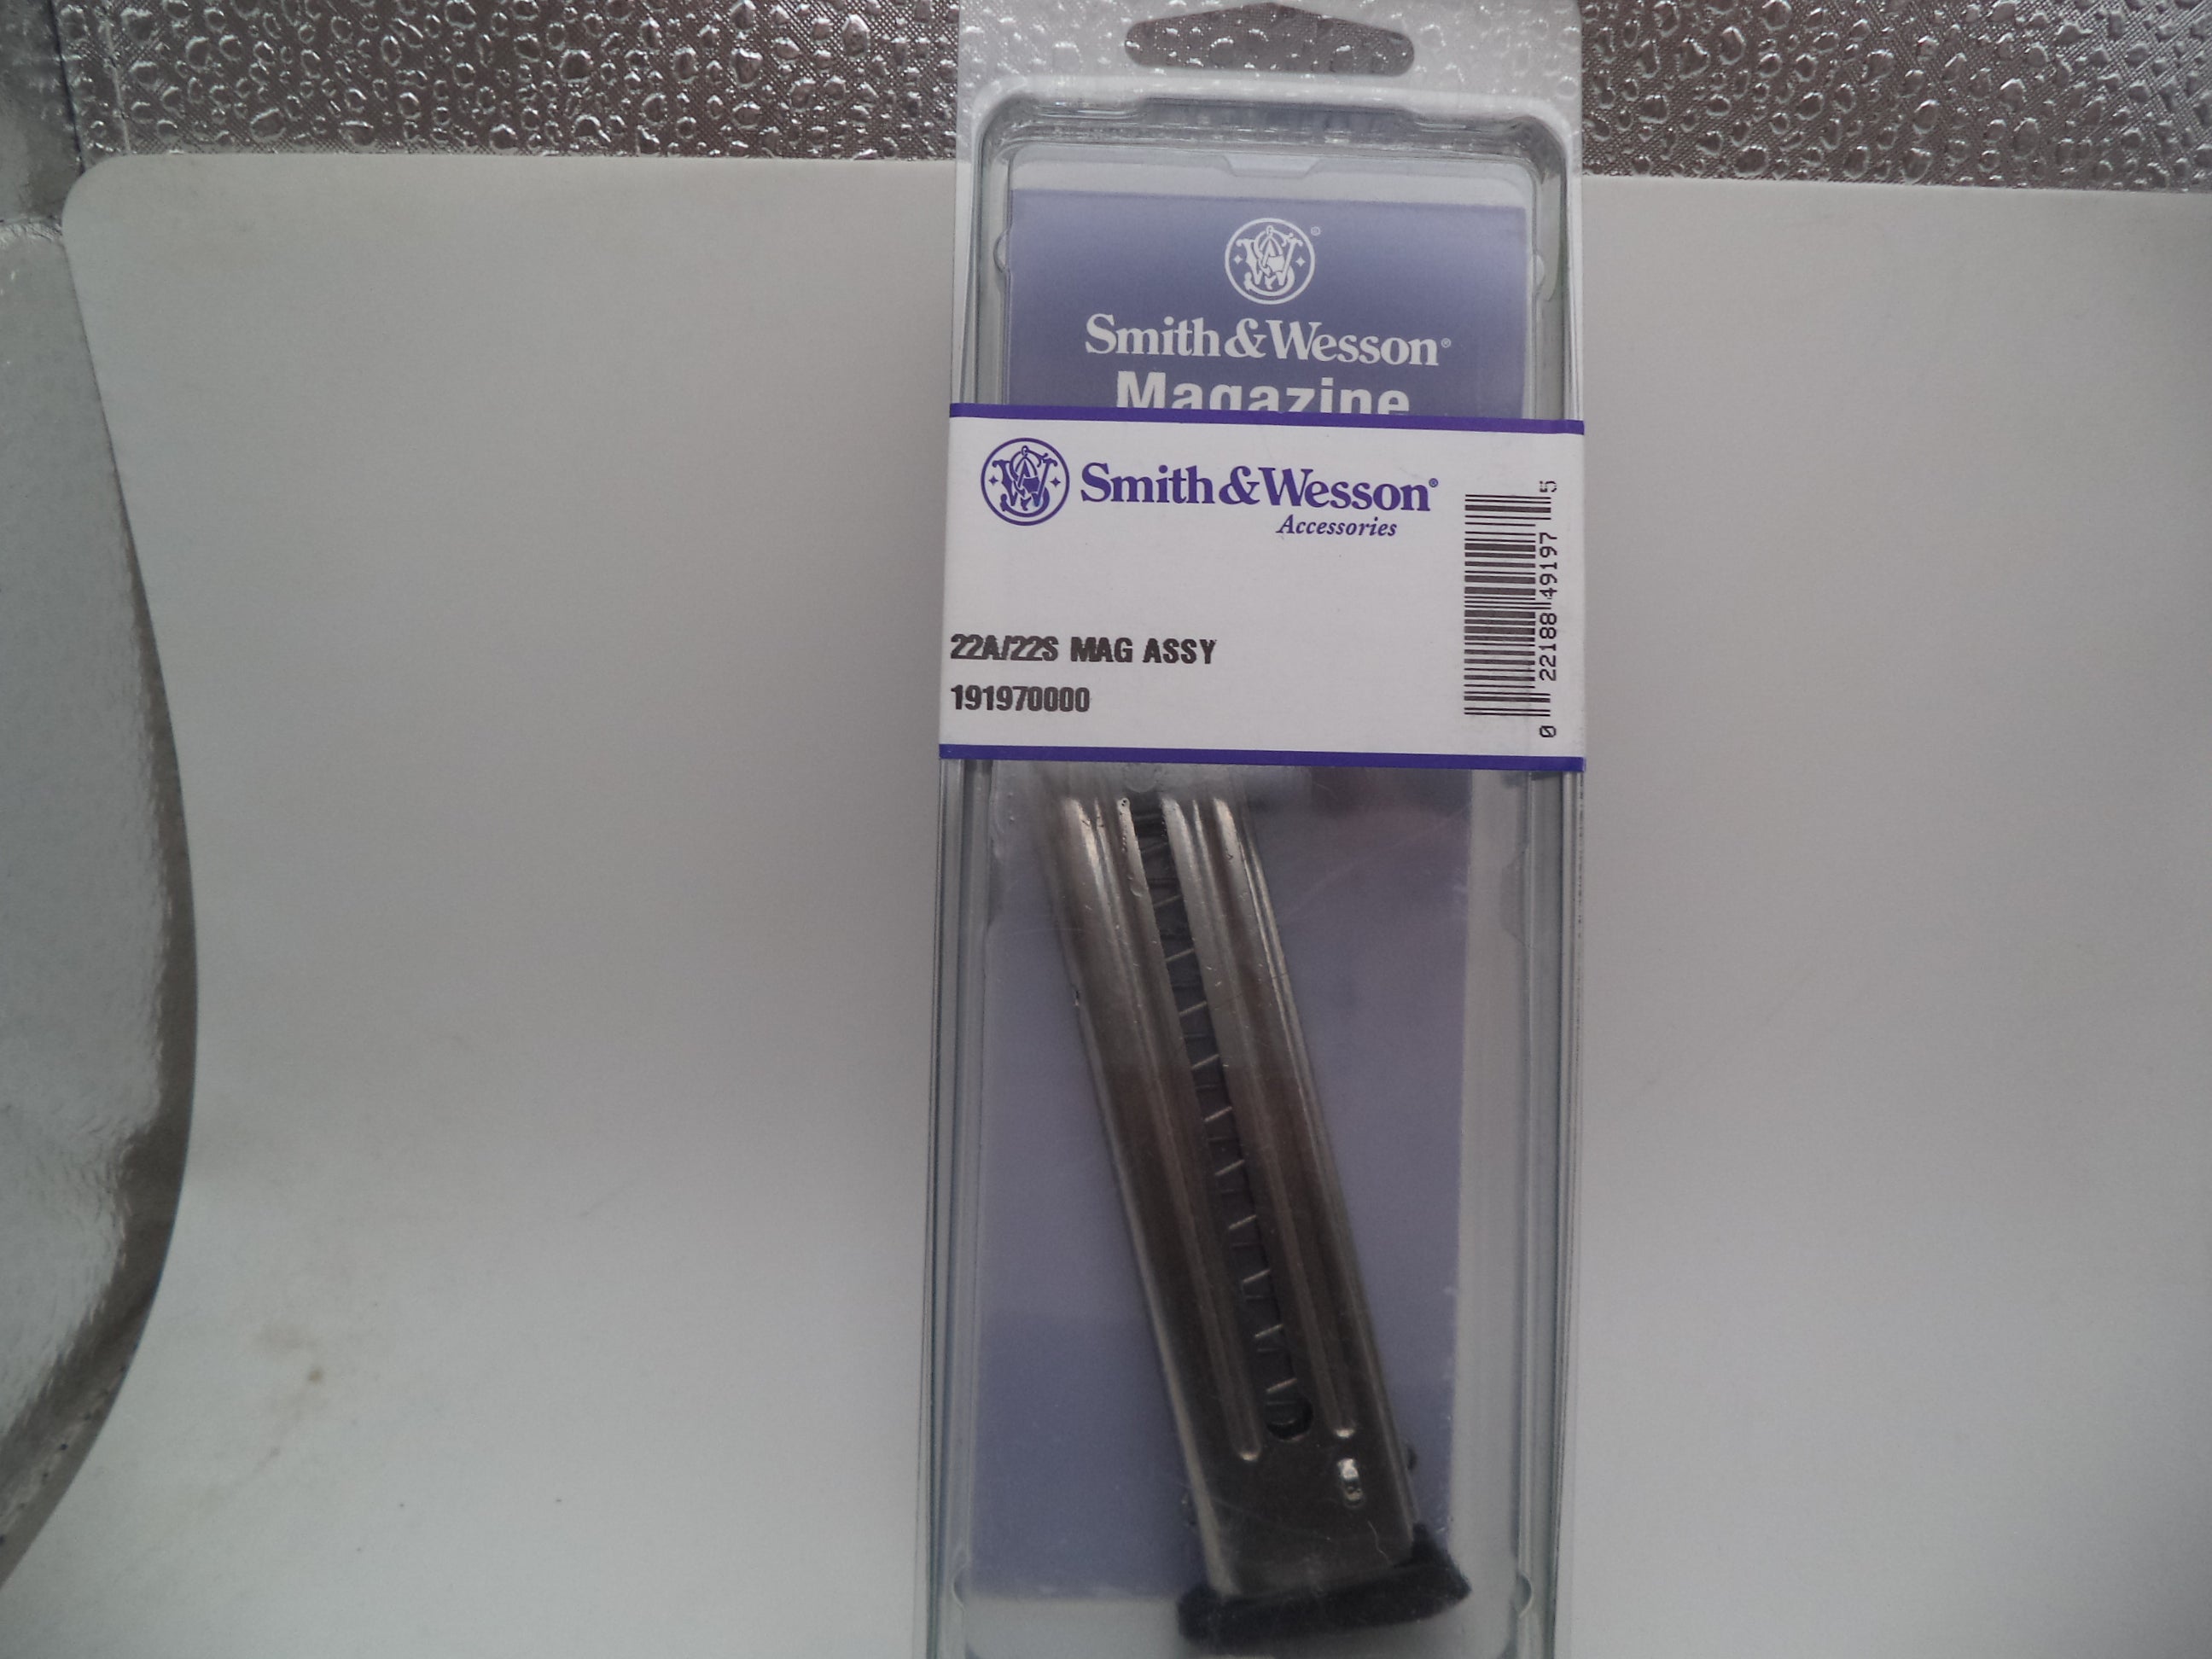 Smith & Wesson®
Magazine
Smith & Wesson®
Accessories
22A/22S MAG ASSY
191970000
0 22188 49197 5